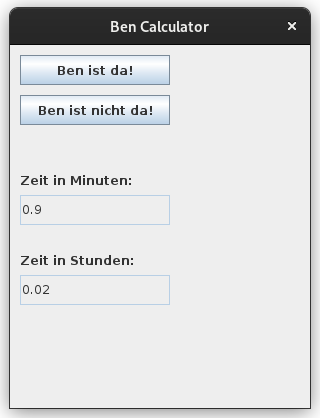 Ben Calculator
Ben ist da!
Ben ist nicht da!
Zeit in Minuten:
0.9
Zeit in Stunden:
0.02